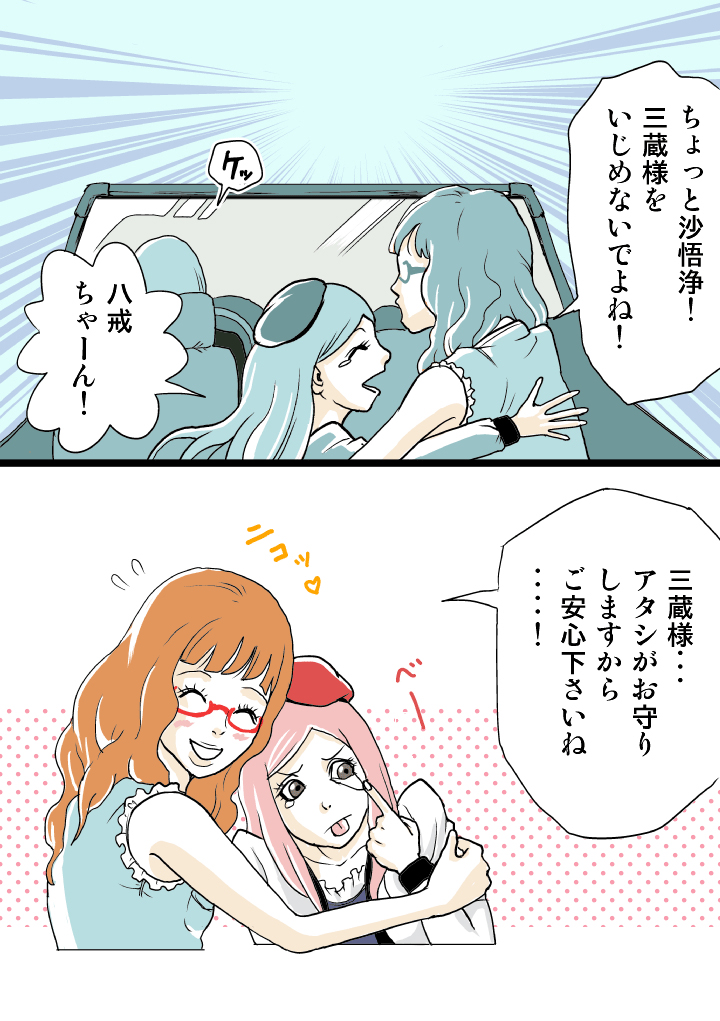 ちょっと沙悟浄！
三蔵様を
いじめないでよね！
ケッ
八戒
ちゃーん！
三蔵様・・・
アタシがお守り
しますから
ご安心下さいね
・・・・！
ニコッ♡
べー